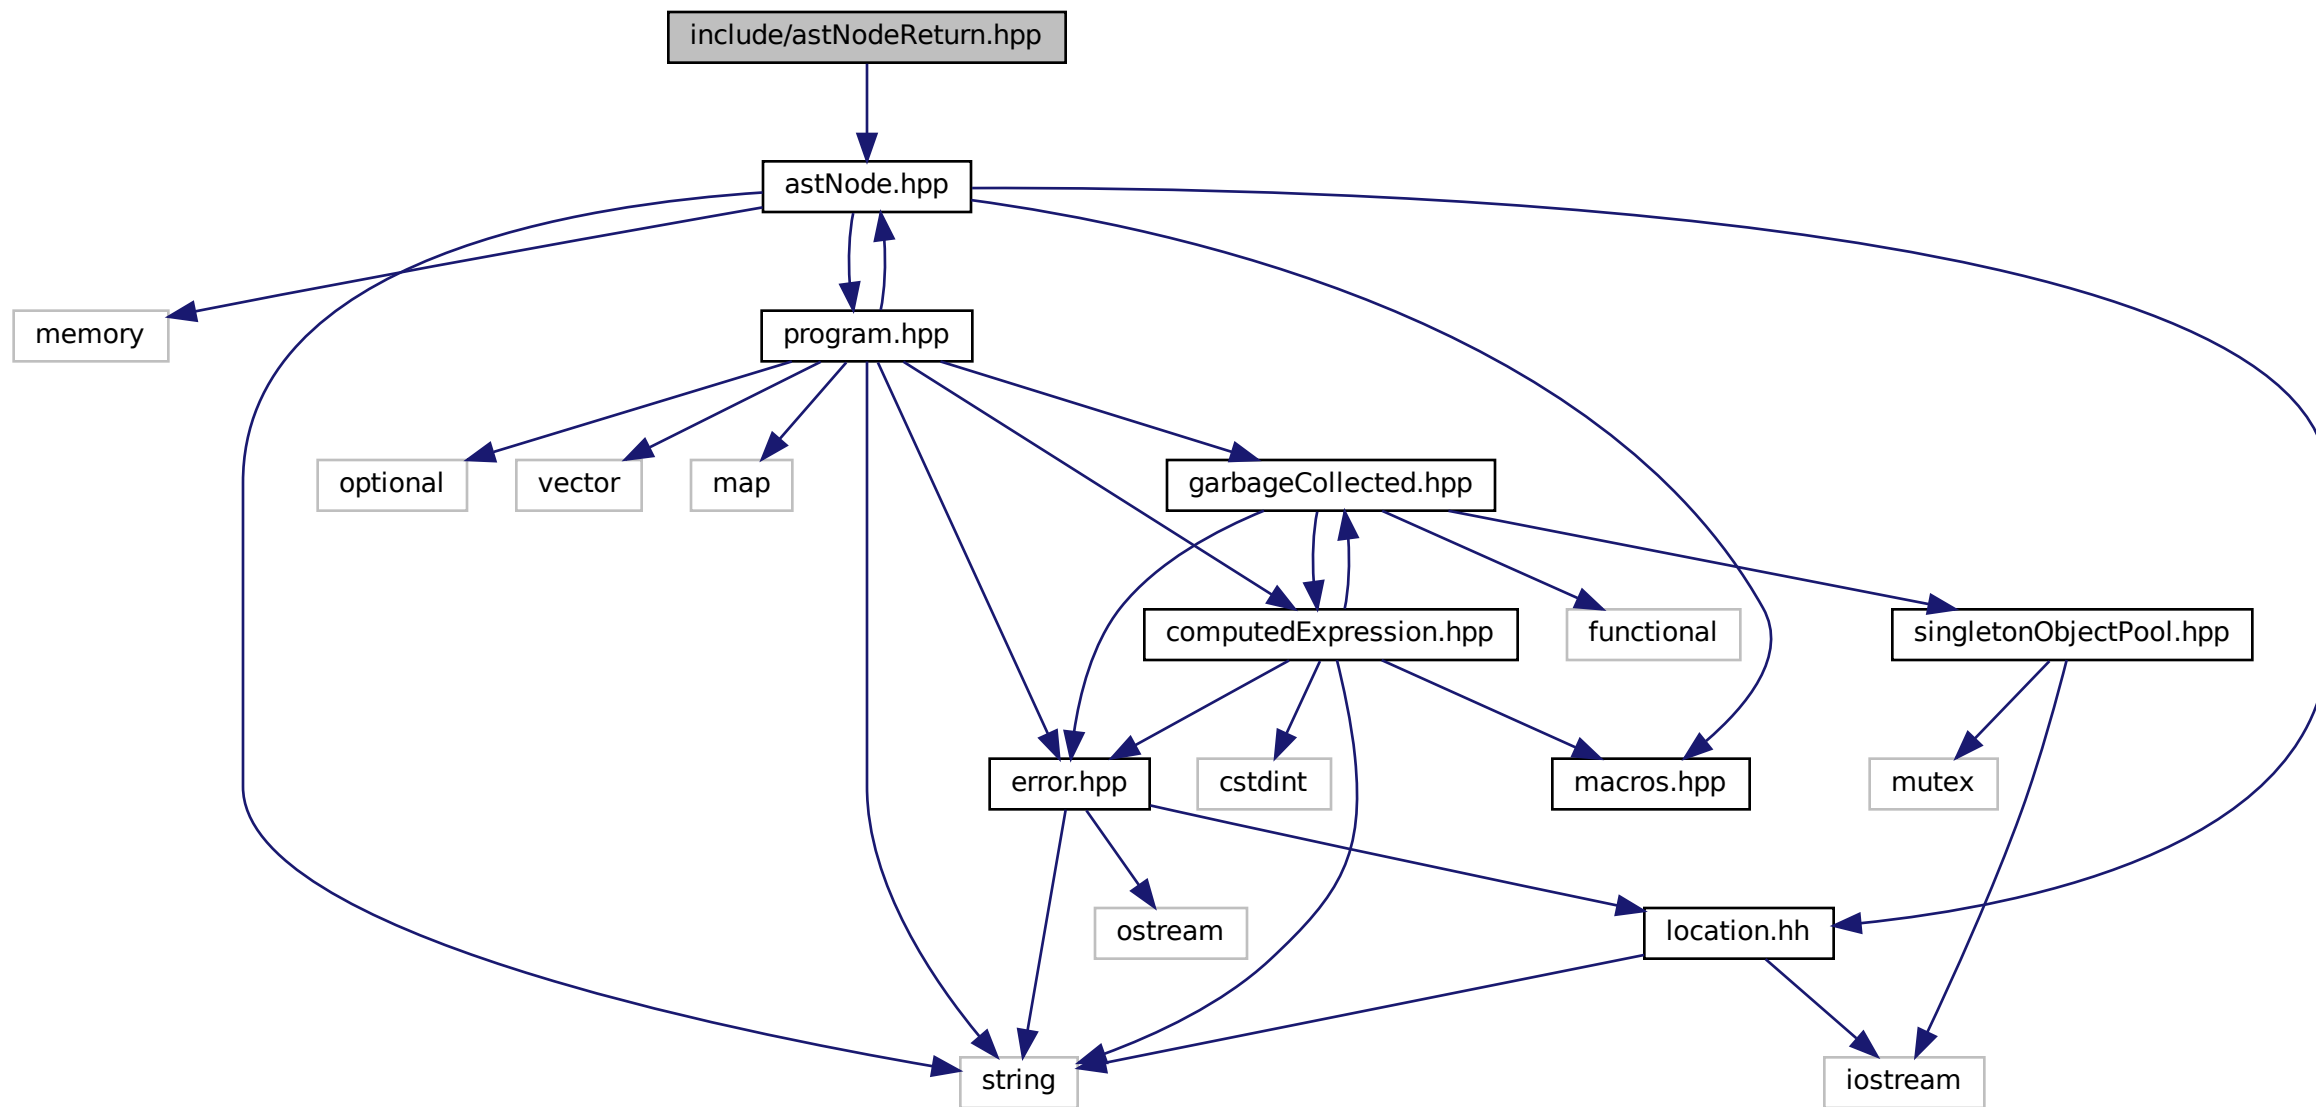 include/astNodeReturn.hpp
astNode.hpp
memory
program.hpp
optional
vector
map
garbageCollected.hpp
computedExpression.hpp
functional
singletonObjectPool.hpp
error.hpp
cstdint
macros.hpp
mutex
ostream
location.hh
string
iostream